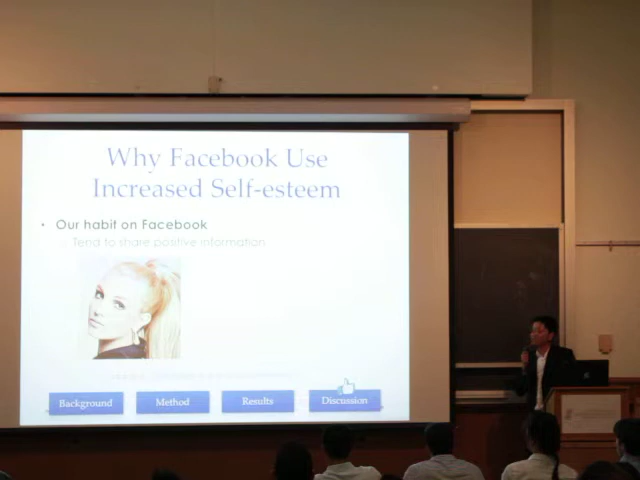 Why Facebook Use
Increased Self-esteem
• Our habit on Facebook
Tend to share positive information
Background
Method
Results
Discussion